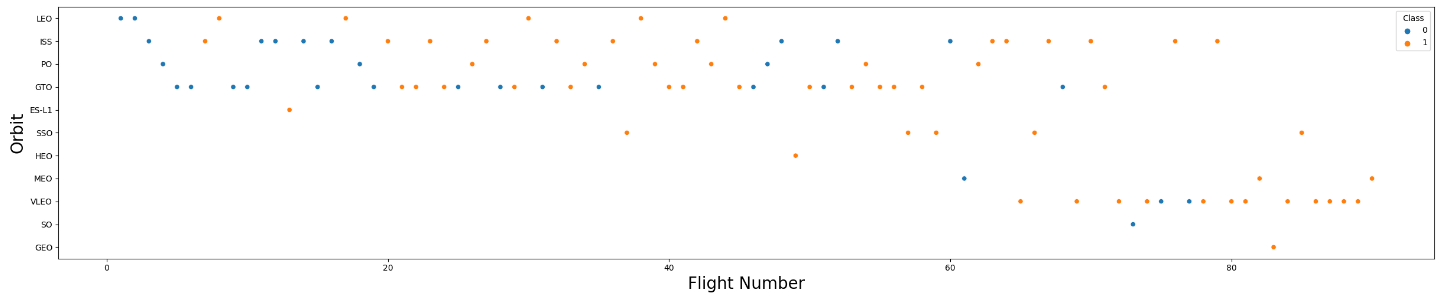 Class
0
1
LEO
ISS
PO
GTO
ES-L1
SSO
HEO
MEO
VLEO
SO
GEO
Orbit
0 20 40 60 80
Flight Number